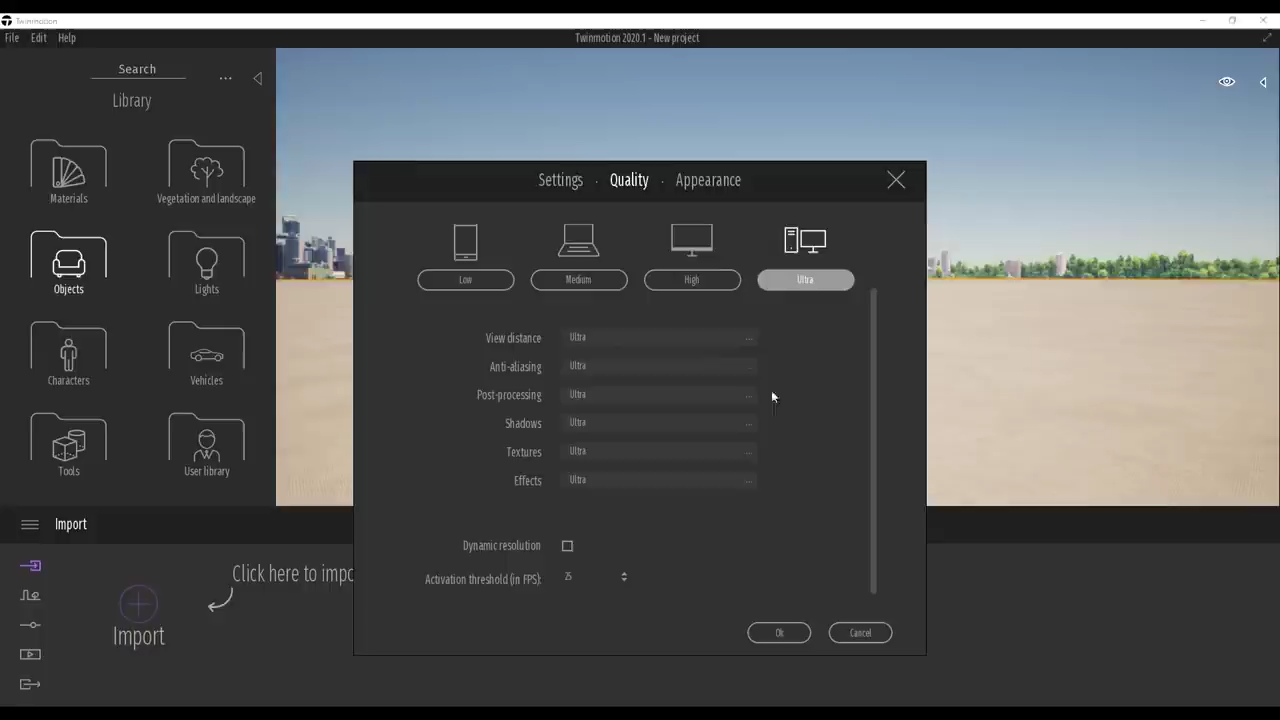 Twinmotion
File Edit Help
Twinmotion 2020.1 - New project
Search
...
Library
Materials
Vegetation and landscape
Objects
Lights
Characters
Vehicles
Tools
User library
Settings · Quality · Appearance
Low
Medium
High
Ultra
View distance Ultra ...
Anti-aliasing Ultra ...
Post-processing Ultra ...
Shadows Ultra ...
Textures Ultra ...
Effects Ultra ...
Dynamic resolution
Activation threshold (in FPS): 25
Ok
Cancel
Import
Click here to impo
Import